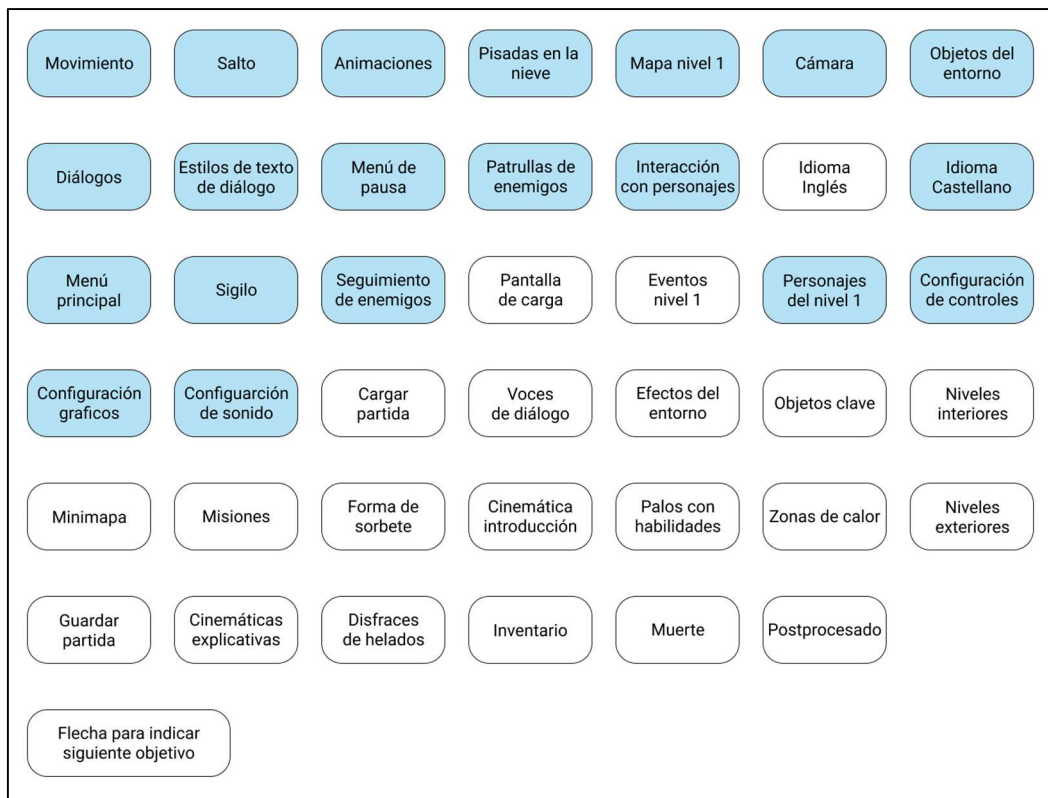 Movimiento
Salto
Animaciones
Pisadas en la
nieve
Mapa nivel 1
Cámara
Objetos del
entorno
Diálogos
Estilos de texto
de diálogo
Menú de
pausa
Patrullas de
enemigos
Interacción
con personajes
Idioma
Inglés
Idioma
Castellano
Menú
principal
Sigilo
Seguimiento
de enemigos
Pantalla
de carga
Eventos
nivel 1
Personajes
del nivel 1
Configuración
de controles
Configuración
graficos
Configuarción
de sonido
Cargar
partida
Voces
de diálogo
Efectos del
entorno
Objetos clave
Niveles
interiores
Minimapa
Misiones
Forma de
sorbete
Cinemática
introducción
Palos con
habilidades
Zonas de calor
Niveles
exteriores
Guardar
partida
Cinemáticas
explicativas
Disfraces
de helados
Inventario
Muerte
Postprocesado
Flecha para indicar
siguiente objetivo